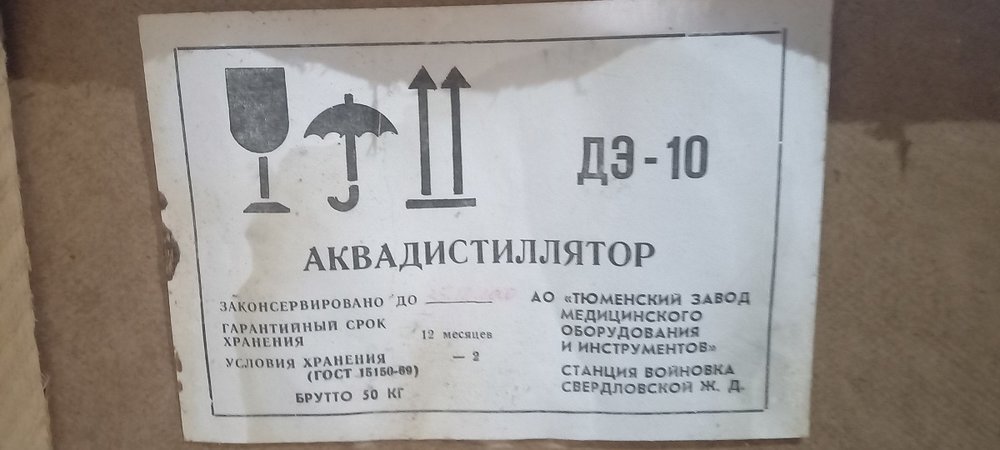 ДЭ - 10
АКВАДИСТИЛЛЯТОР
ЗАКОНСЕРВИРОВАНО ДО
ГАРАНТИЙНЫЙ СРОК
ХРАНЕНИЯ
12 месяцев
УСЛОВИЯ ХРАНЕНИЯ — 2
(ГОСТ 15150-69)
БРУТТО 50 КГ
АО «ТЮМЕНСКИЙ ЗАВОД
МЕДИЦИНСКОГО
ОБОРУДОВАНИЯ
И ИНСТРУМЕНТОВ»
СТАНЦИЯ ВОЙНОВКА
СВЕРДЛОВСКОЙ Ж. Д.